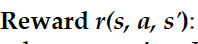 Reward r(s, a, s′):